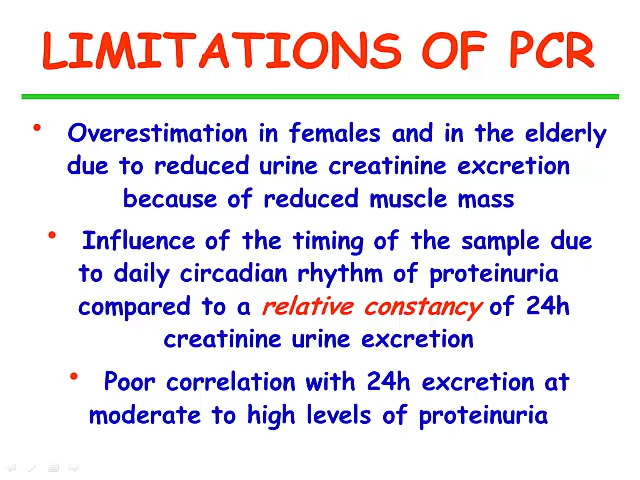 LIMITATIONS OF PCR
• Overestimation in females and in the elderly
due to reduced urine creatinine excretion
because of reduced muscle mass
• Influence of the timing of the sample due
to daily circadian rhythm of proteinuria
compared to a relative constancy of 24h
creatinine urine excretion
• Poor correlation with 24h excretion at
moderate to high levels of proteinuria